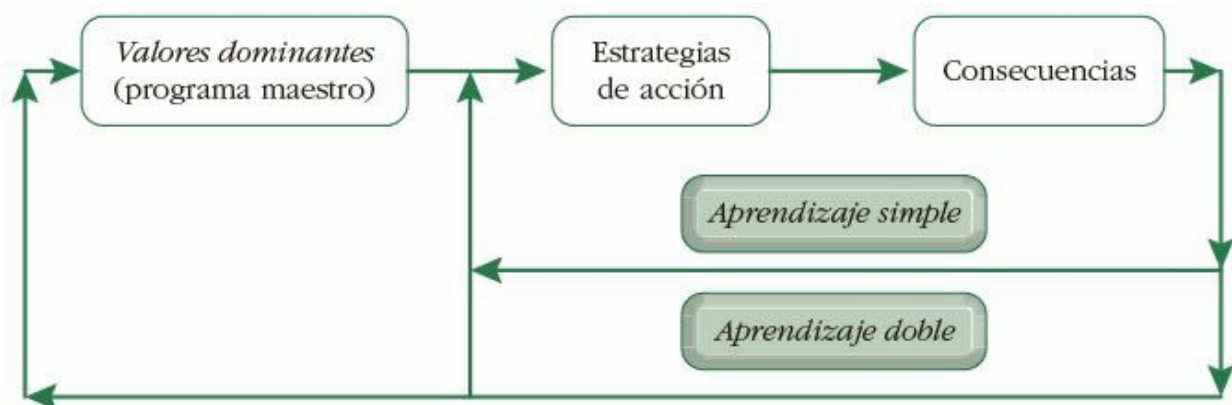 Valores dominantes
(programa maestro)
Estrategias
de acción
Consecuencias
Aprendizaje simple
Aprendizaje doble